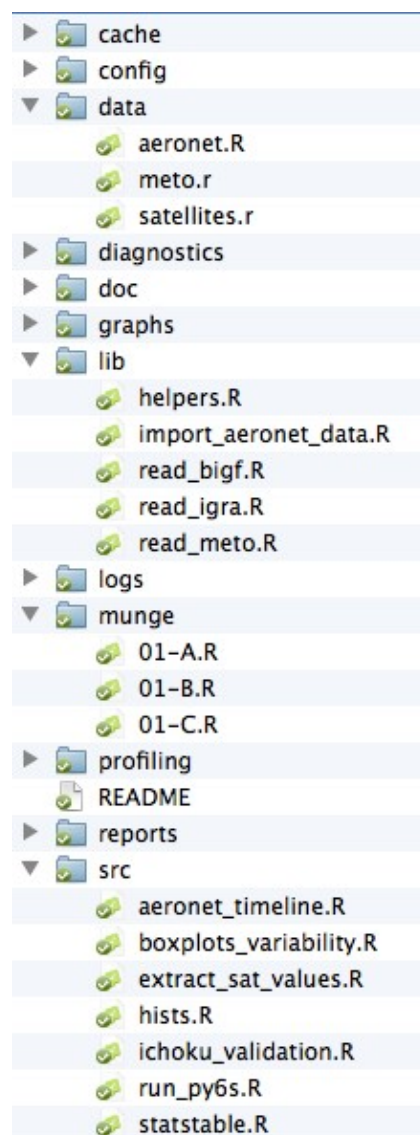 cache
config
data
aeronet.R
meto.r
satellites.r
diagnostics
doc
graphs
lib
helpers.R
import_aeronet_data.R
read_bigf.R
read_igra.R
read_meto.R
logs
munge
01-A.R
01-B.R
01-C.R
profiling
README
reports
src
aeronet_timeline.R
boxplots_variability.R
extract_sat_values.R
hists.R
ichoku_validation.R
run_py6s.R
statstable.R